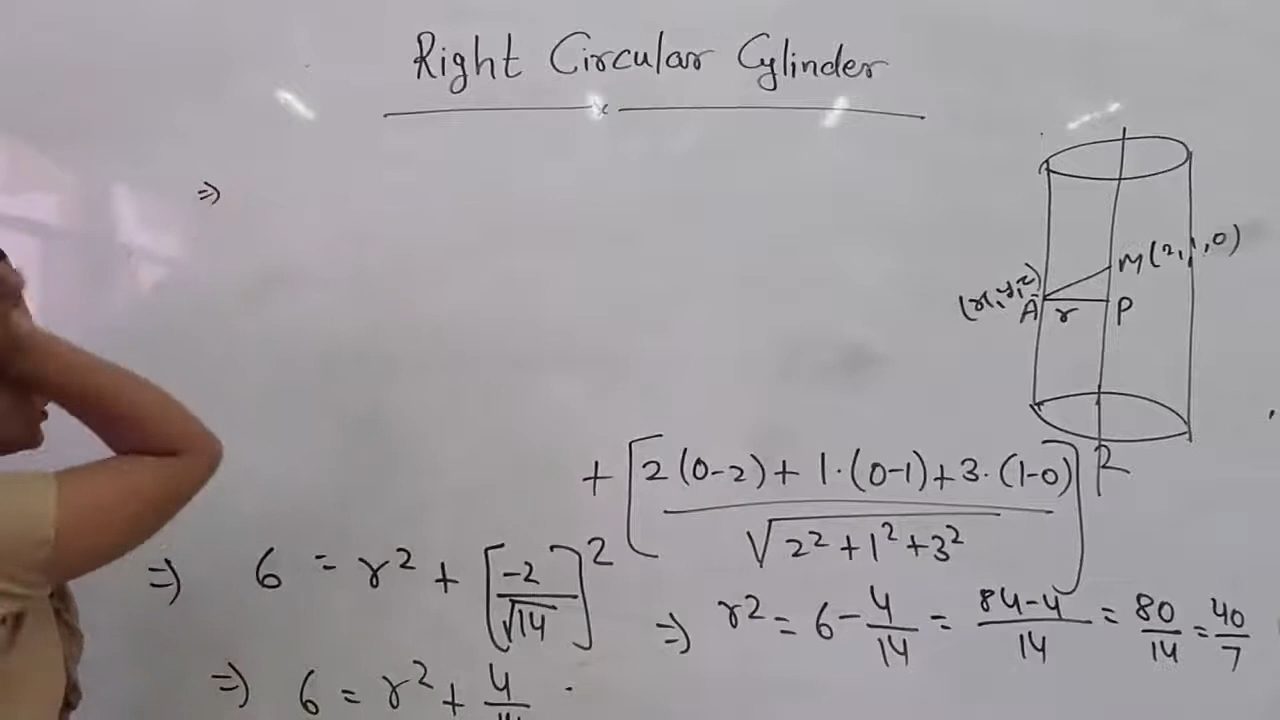 Right Circular Cylinder
x
⇒
M(2,1,0)
(x,y,z)
A r P
+ [2(0-2)+1·(0-1)+3·(1-0) / √2²+1²+3²]
R
⇒ 6 = r² + [-2/√14]²
⇒ r² = 6 - 4/14 = 84-4/14 = 80/14 = 40/7
⇒ 6 = r² + 4/14